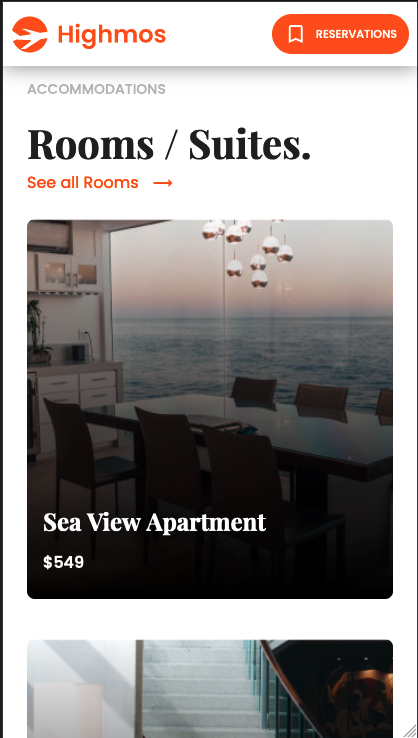 Highmos
RESERVATIONS
ACCOMMODATIONS
Rooms / Suites.
See all Rooms
Sea View Apartment
$549